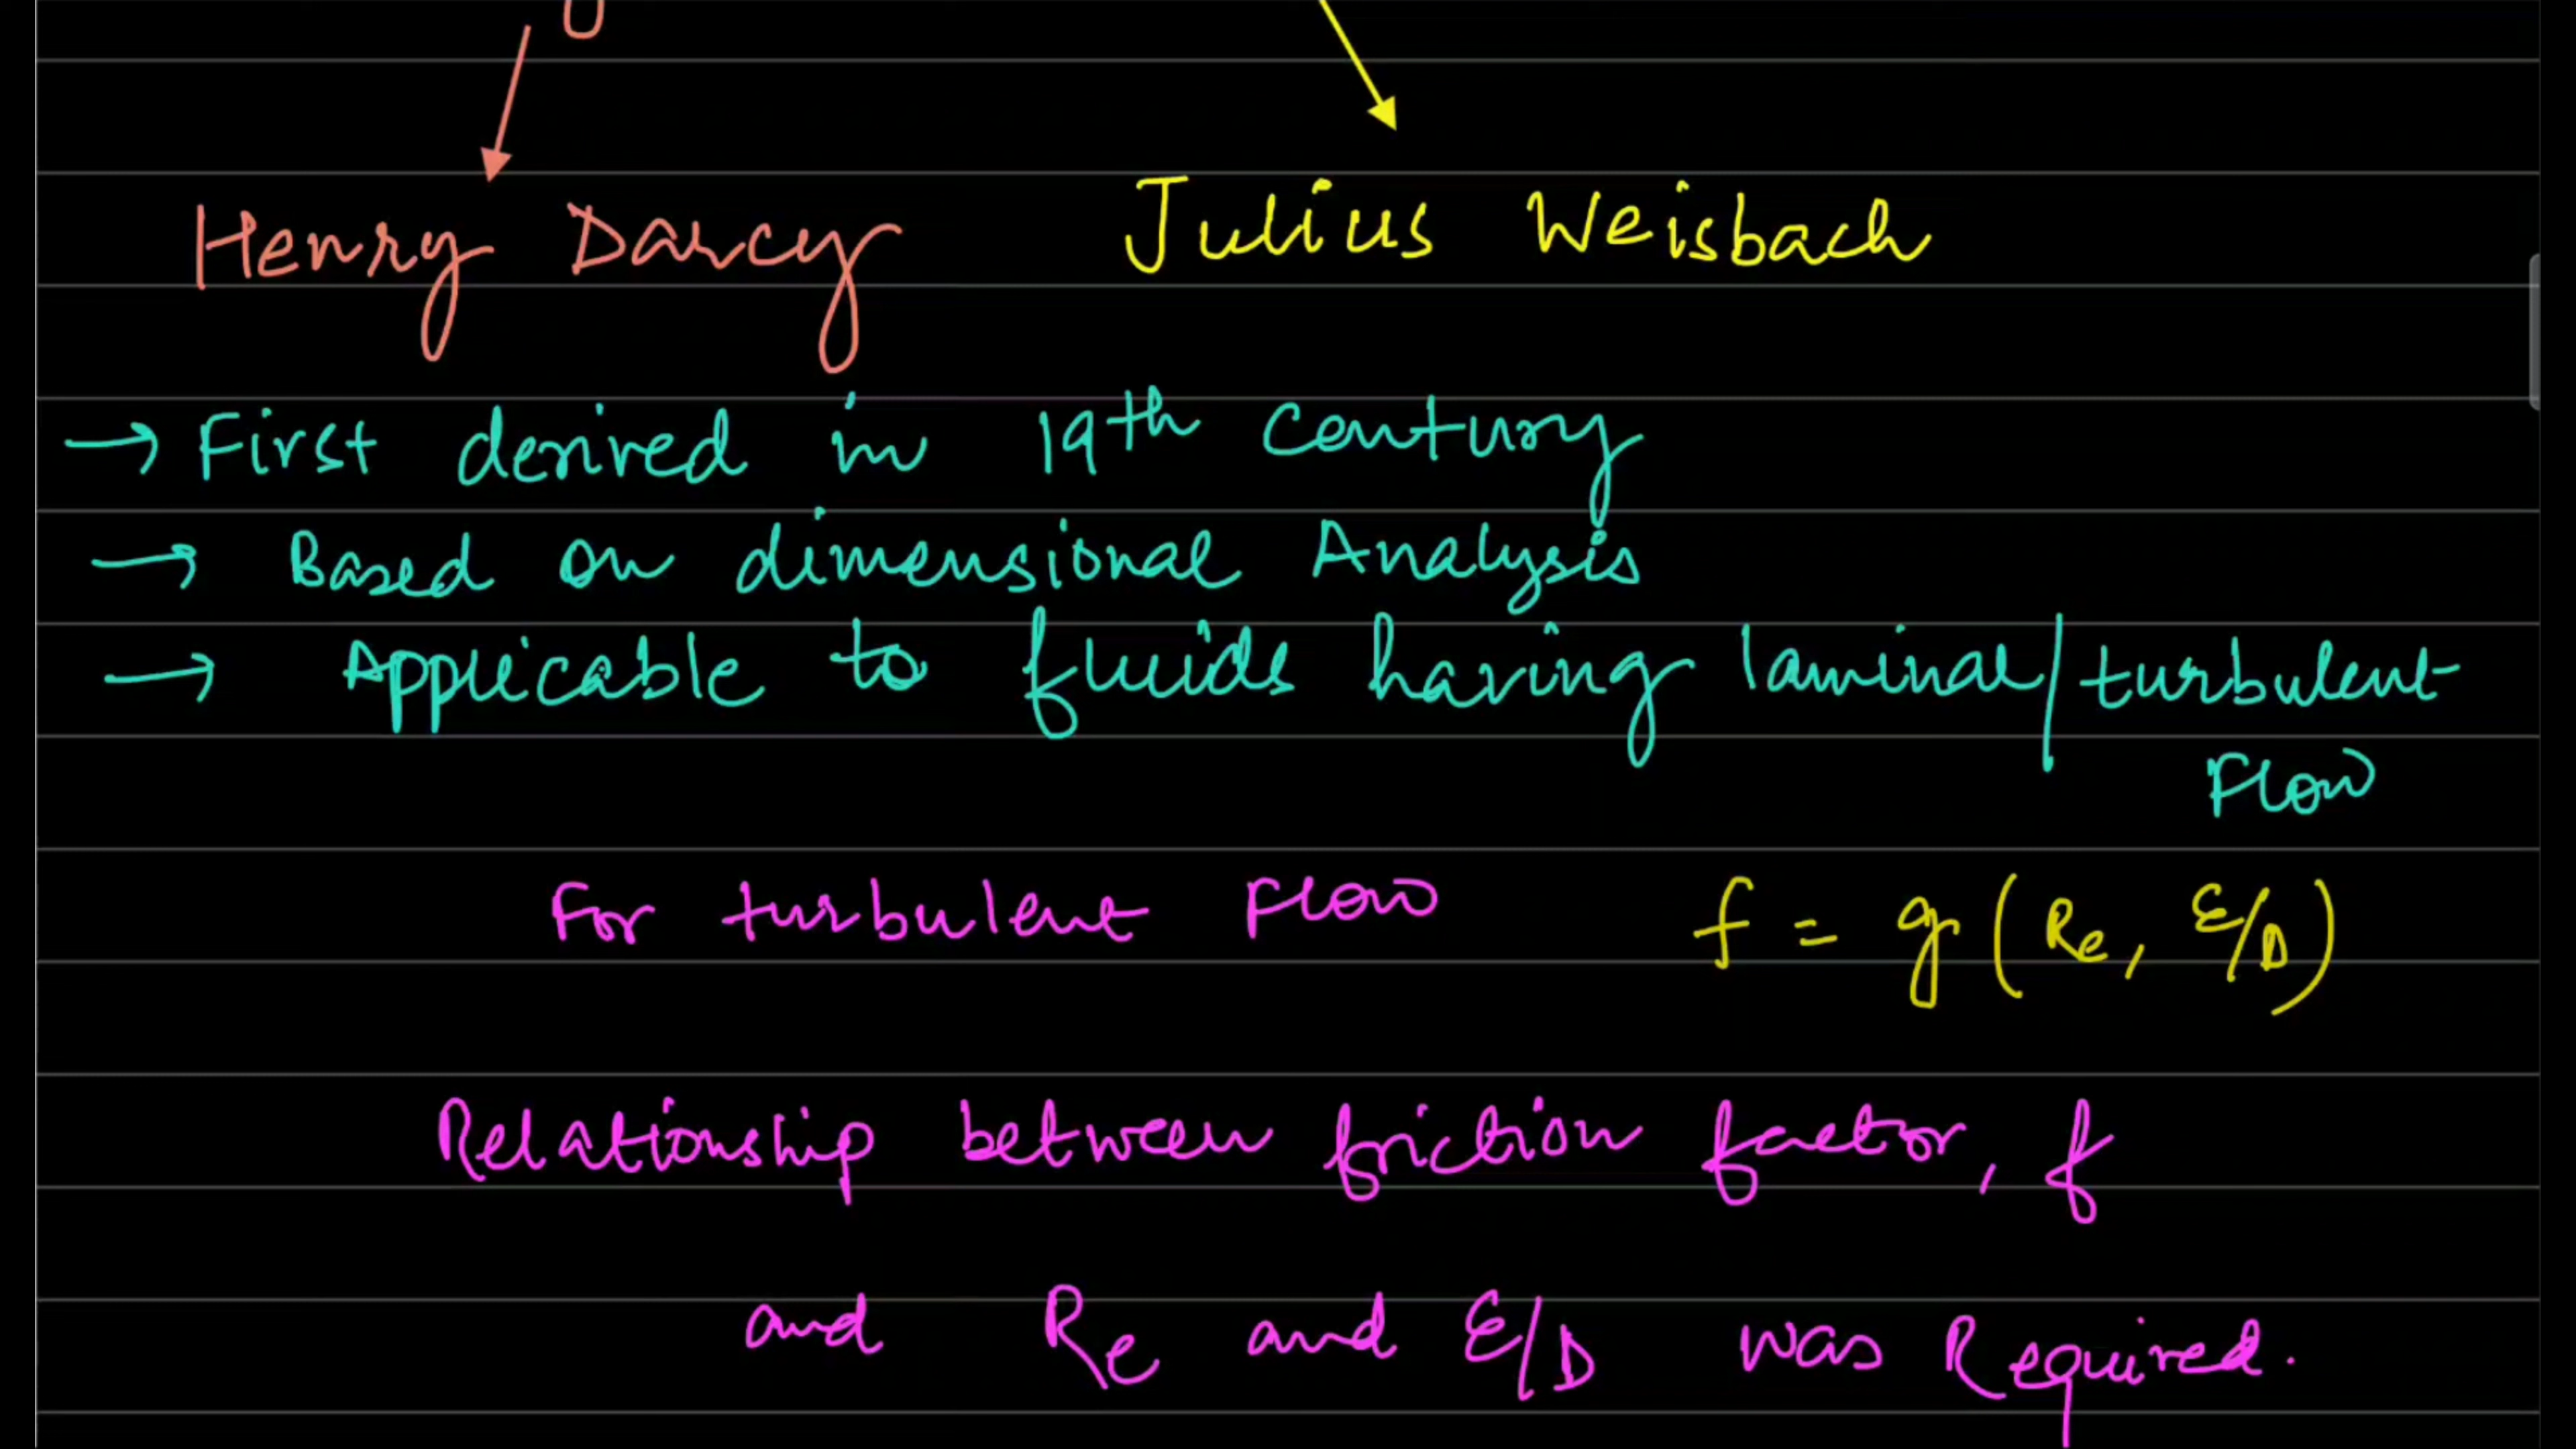 Henry Darcy Julius Weisbach
→ First derived in 19th Century
→ Based on dimensional Analysis
→ Applicable to fluids having laminar/turbulent
Flow
For turbulent Flow f = g (Re, ε/D)
Relationship between friction factor, f
and Re and ε/D was Required.